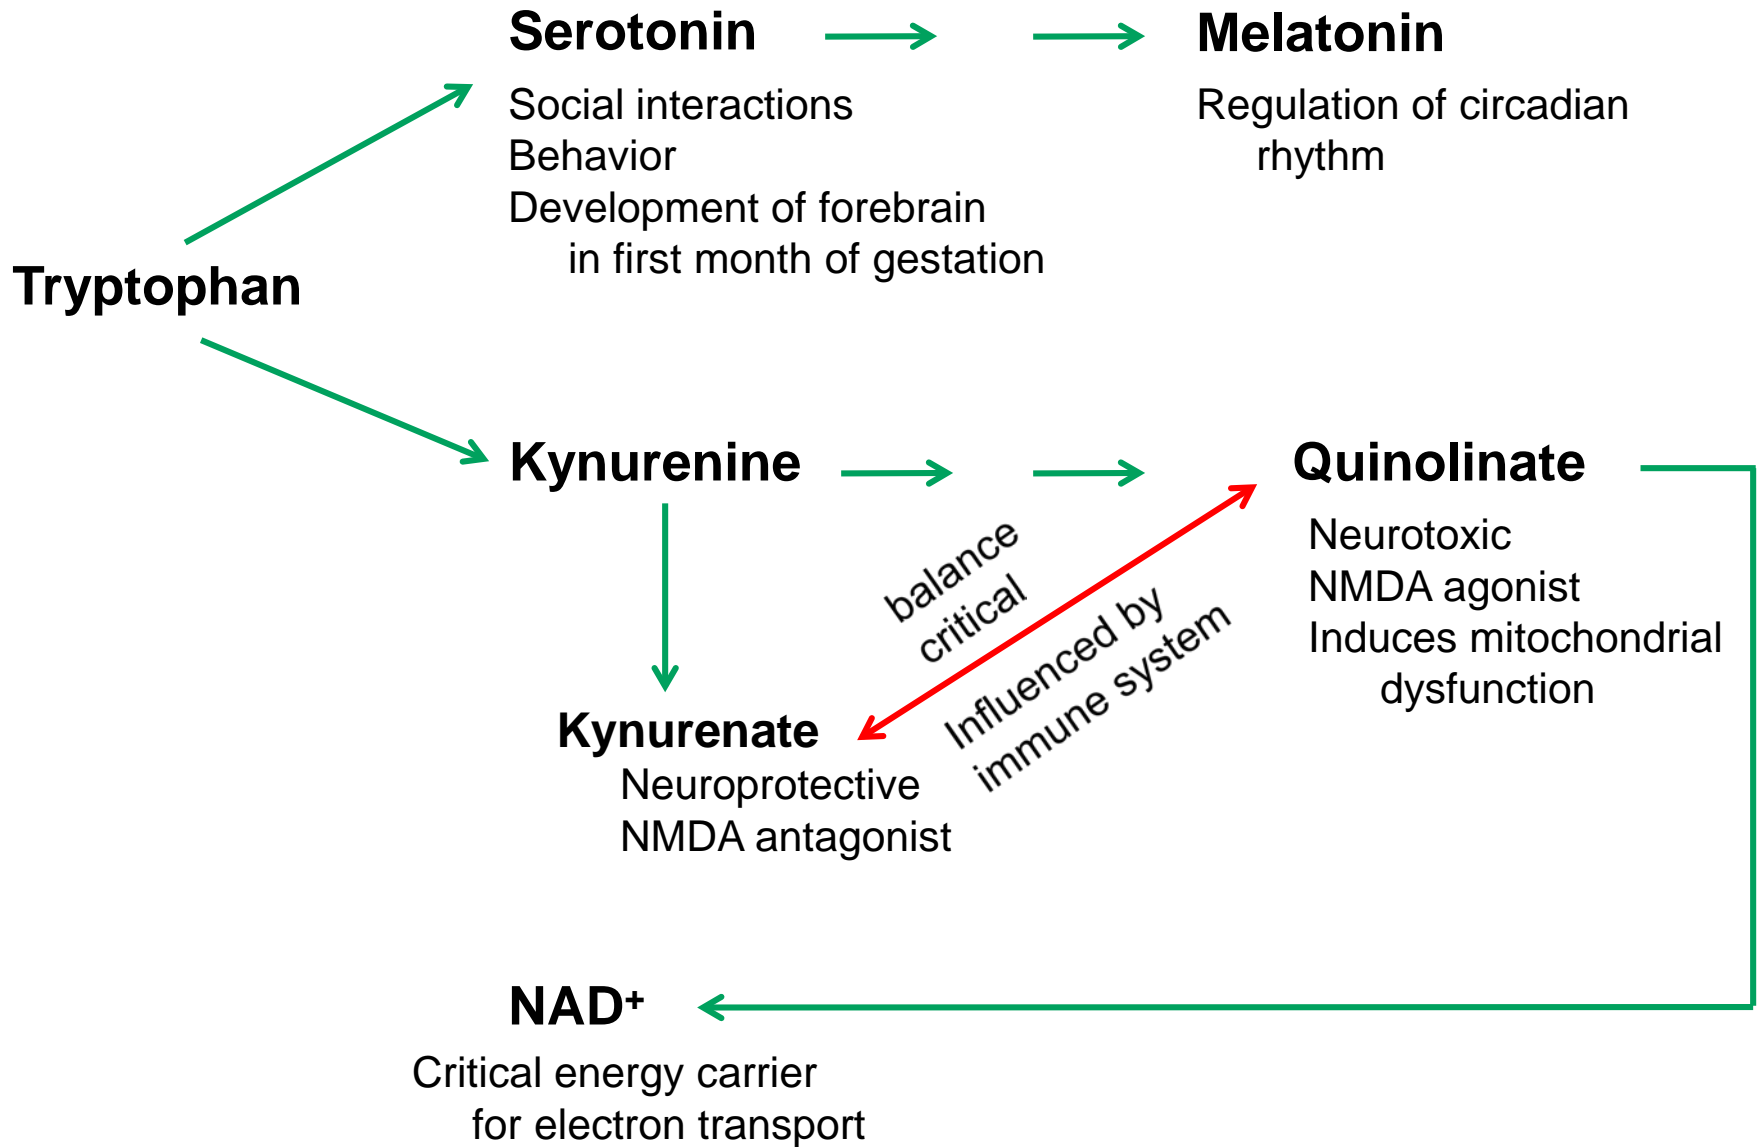 Serotonin
Social interactions
Behavior
Development of forebrain
in first month of gestation
Melatonin
Regulation of circadian
rhythm
Tryptophan
Kynurenine
Quinolinate
Neurotoxic
NMDA agonist
Induces mitochondrial
dysfunction
balance
critical
Influenced by
immune system
Kynurenate
Neuroprotective
NMDA antagonist
NAD⁺
Critical energy carrier
for electron transport